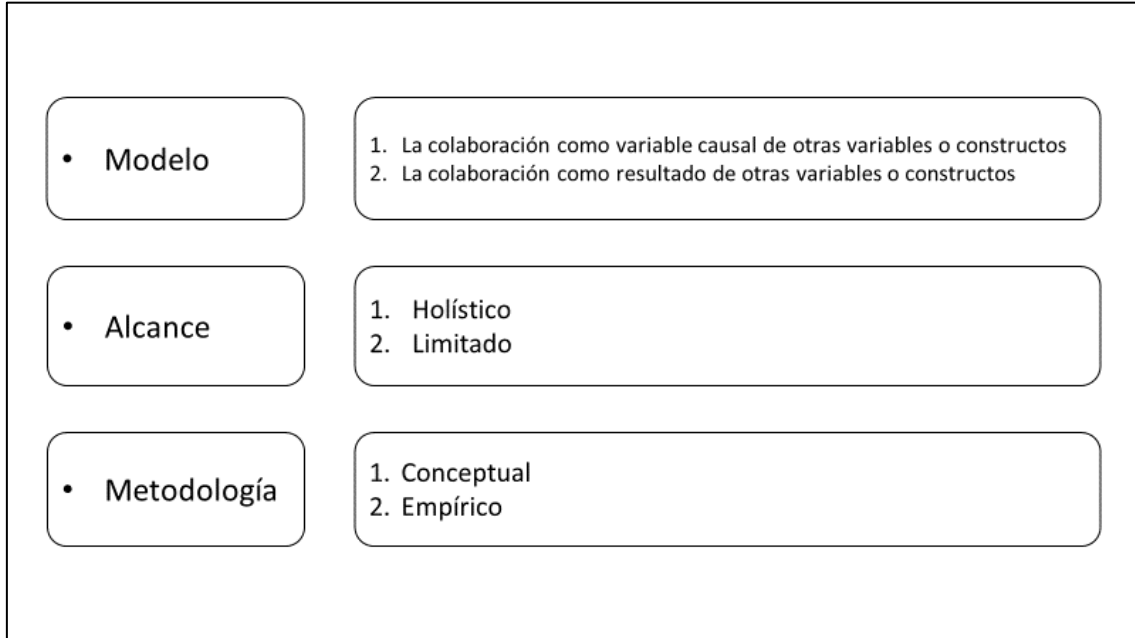 • Modelo
1. La colaboración como variable causal de otras variables o constructos
2. La colaboración como resultado de otras variables o constructos
• Alcance
1. Holístico
2. Limitado
• Metodología
1. Conceptual
2. Empírico